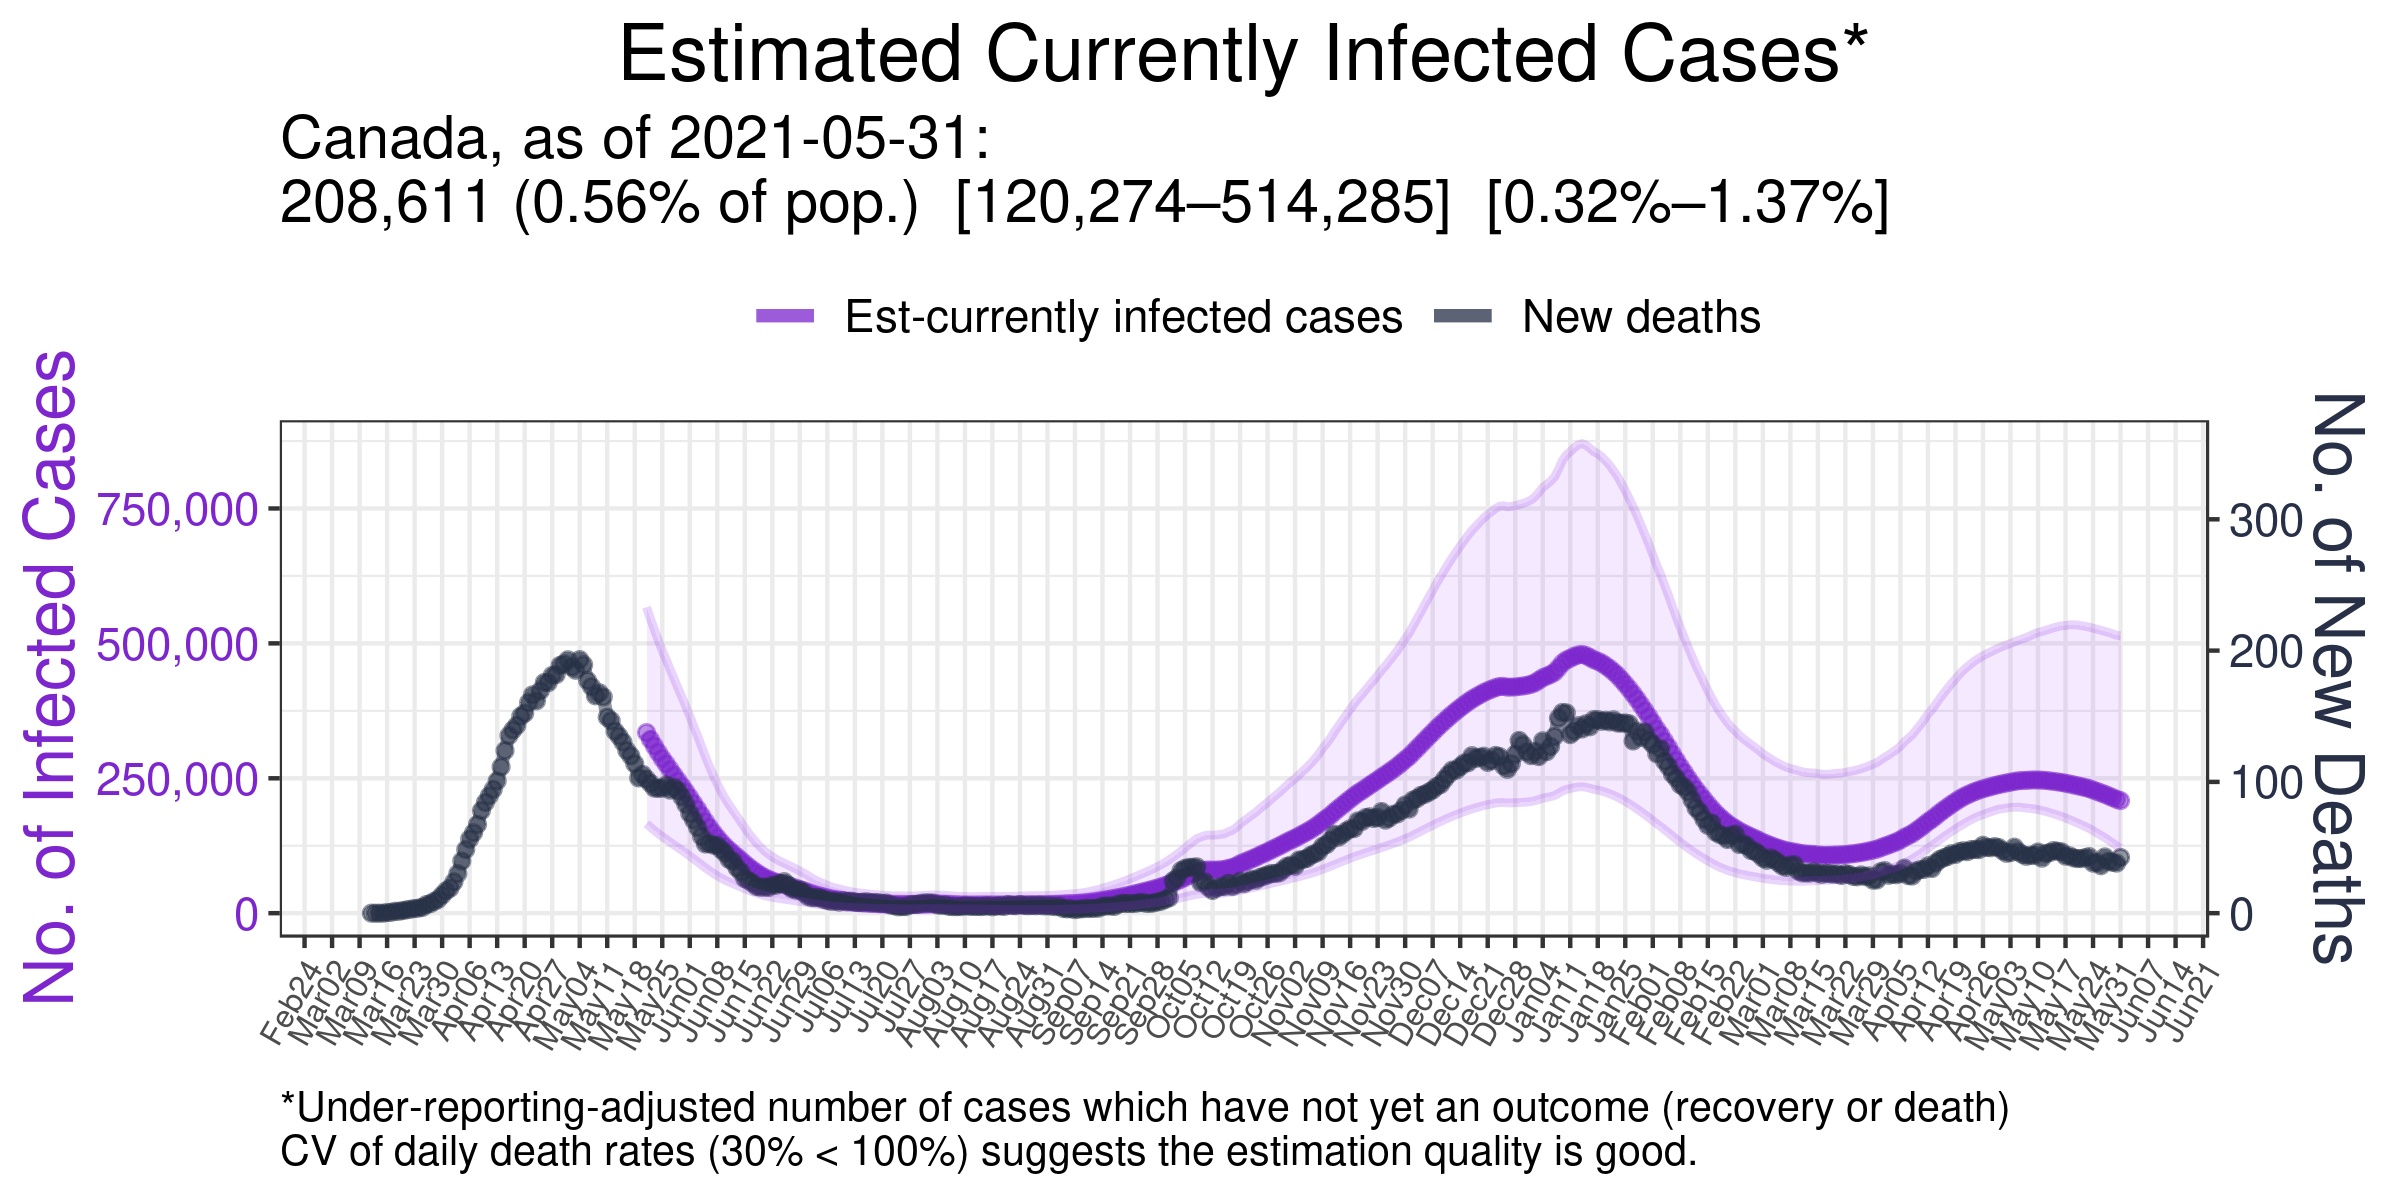 Estimated Currently Infected Cases*
Canada, as of 2021-05-31:
208,611 (0.56% of pop.) [120,274–514,285] [0.32%–1.37%]
Est-currently infected cases
New deaths
No. of Infected Cases
750,000
500,000
250,000
0
300
200
100
0
No. of New Deaths
Feb24
Mar02
Mar09
Mar16
Mar23
Mar30
Apr06
Apr13
Apr20
Apr27
May04
May11
May18
May25
Jun01
Jun08
Jun15
Jun22
Jun29
Jul06
Jul13
Jul20
Jul27
Aug03
Aug10
Aug17
Aug24
Aug31
Sep07
Sep14
Sep21
Sep28
Oct05
Oct12
Oct19
Oct26
Nov02
Nov09
Nov16
Nov23
Nov30
Dec07
Dec14
Dec21
Dec28
Jan04
Jan11
Jan18
Jan25
Feb01
Feb08
Feb15
Feb22
Mar01
Mar08
Mar15
Mar22
Mar29
Apr05
Apr12
Apr19
Apr26
May03
May10
May17
May24
May31
Jun07
Jun14
Jun21
*Under-reporting-adjusted number of cases which have not yet an outcome (recovery or death)
CV of daily death rates (30% < 100%) suggests the estimation quality is good.